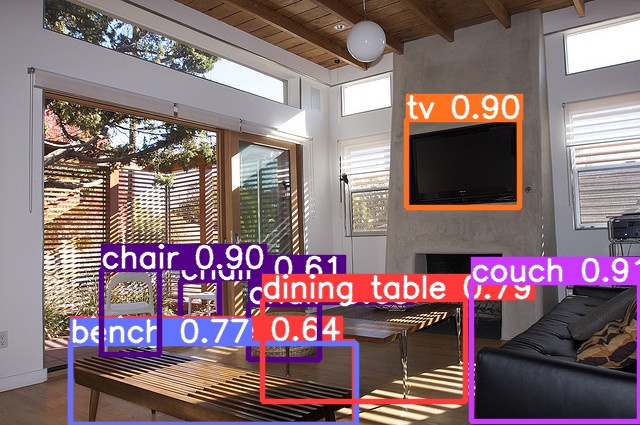 tv 0.90
chair 0.90
chair 0.61
dining table 0.79
couch 0.91
bench 0.77
0.64